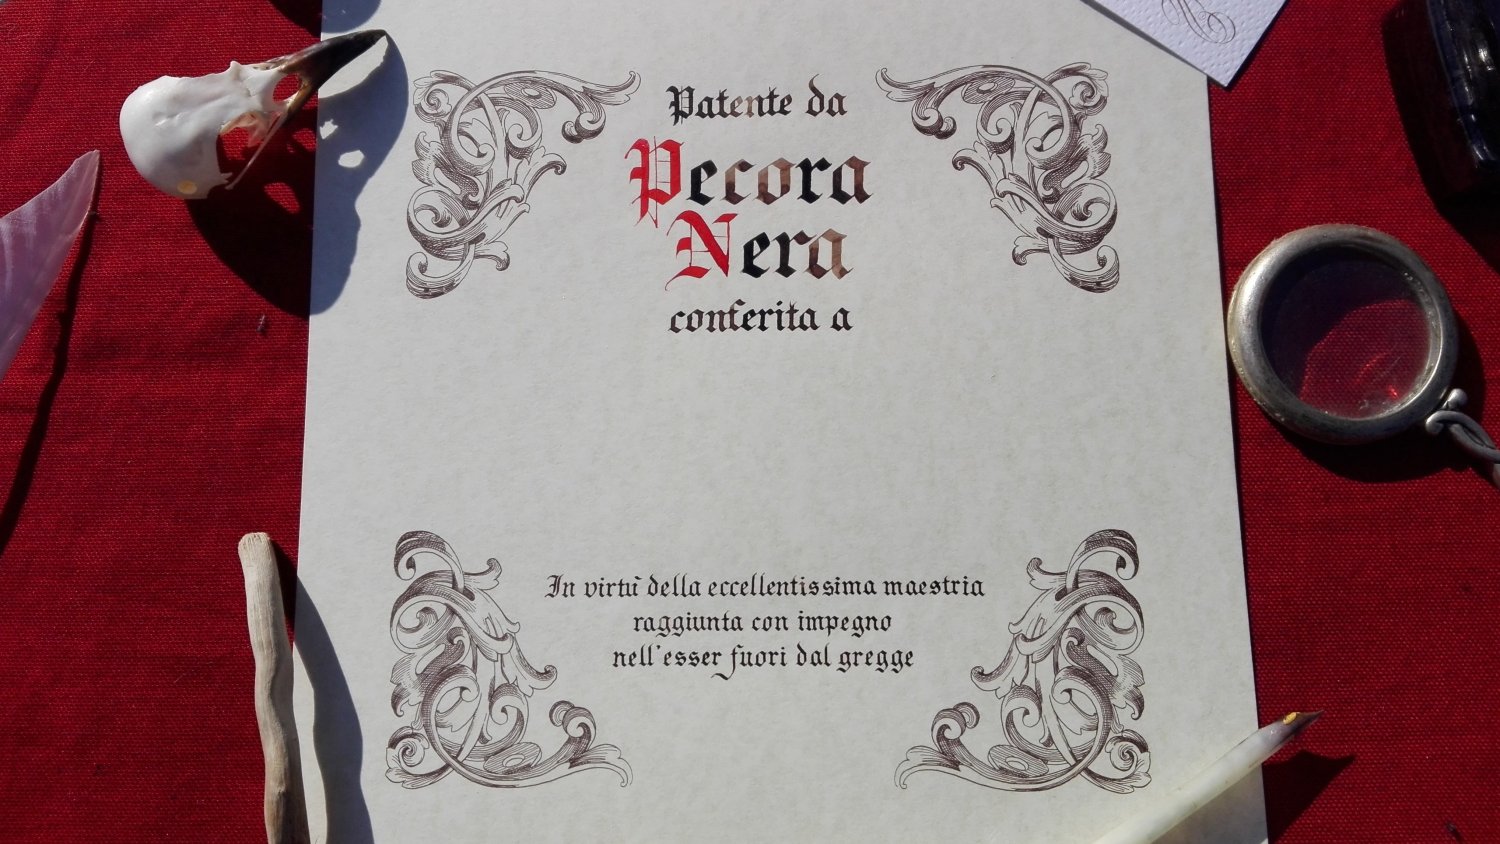 Patente da
Pecora
Nera
conferita a
In virtù della eccellentissima maestria
raggiunta con impegno
nell'esser fuori dal gregge